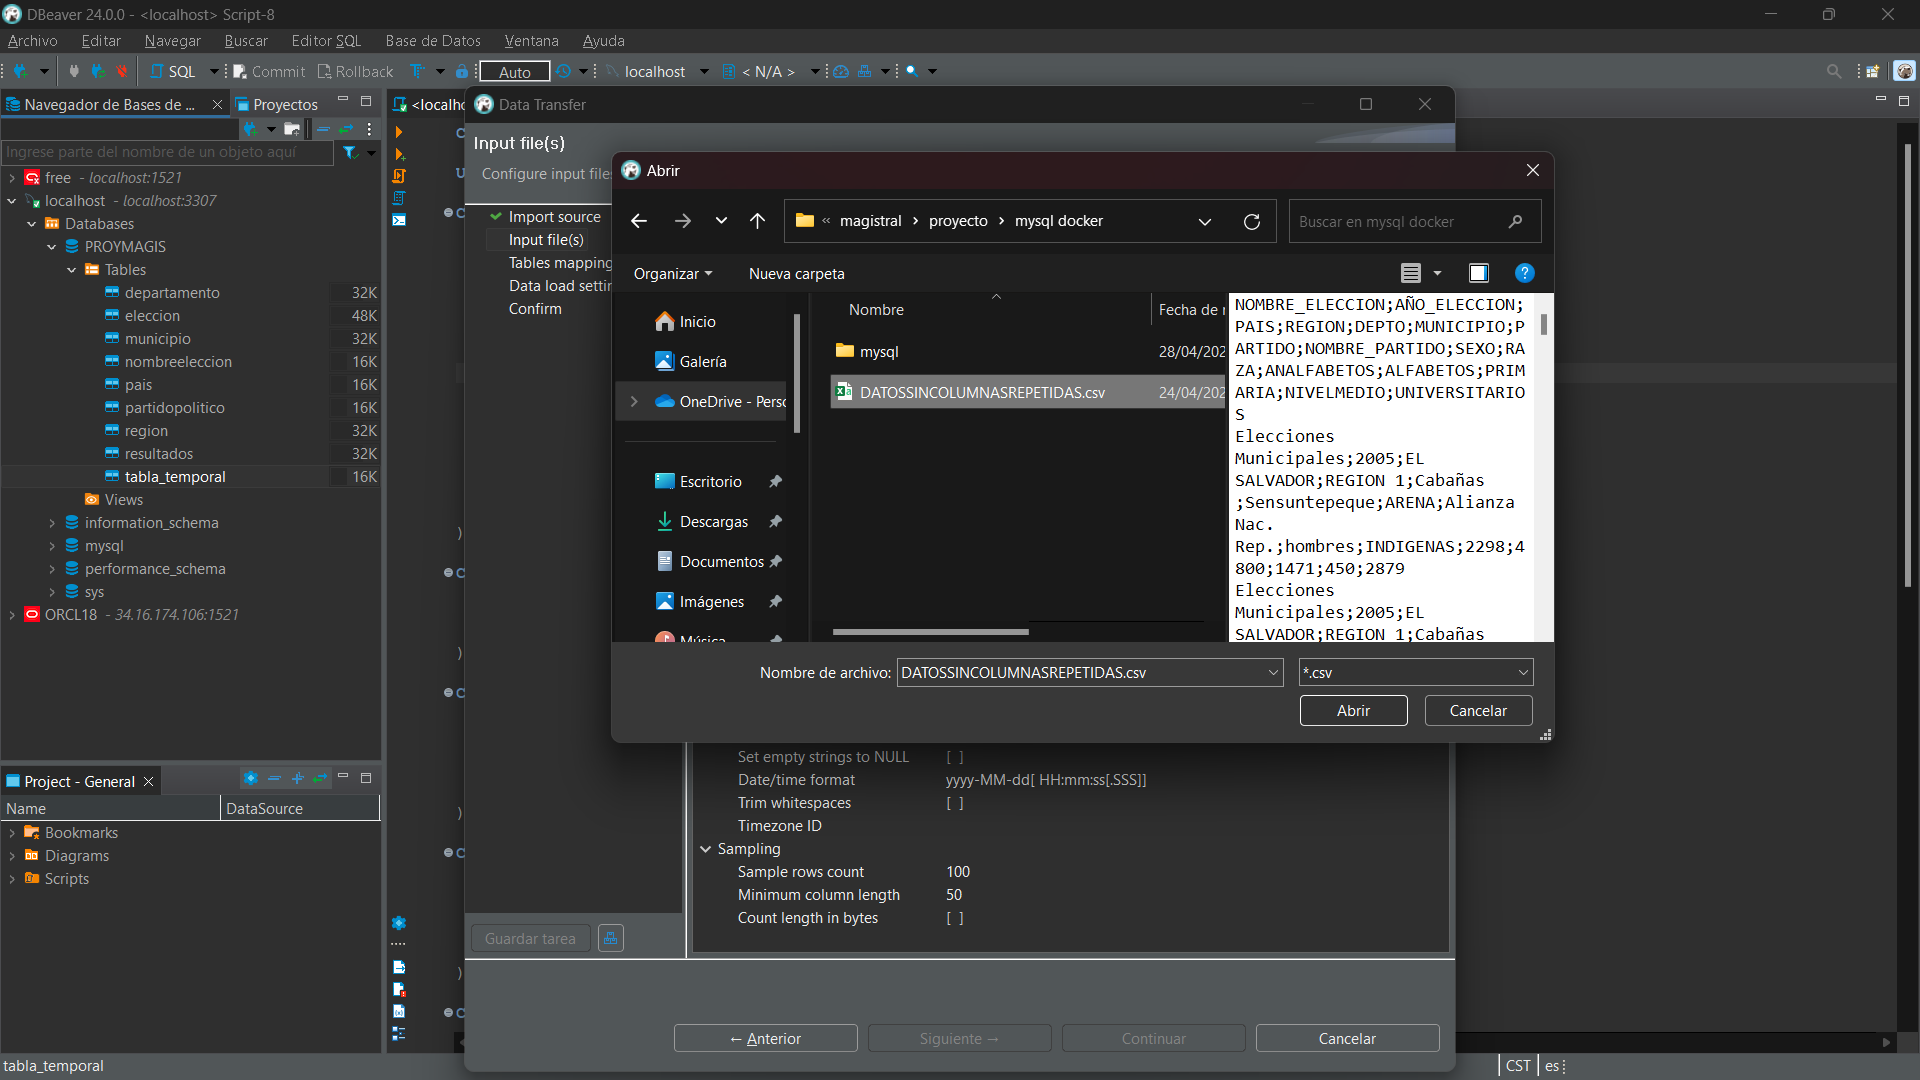 DBeaver 24.0.0 - <localhost> Script-8
Archivo Editar Navegar Buscar Editor SQL Base de Datos Ventana Ayuda
SQL Commit Rollback Auto localhost < N/A >
Navegador de Bases de ... Proyectos
Ingrese parte del nombre de un objeto aquí
free - localhost:1521
localhost - localhost:3307
Databases
PROYMAGIS
Tables
departamento 32K
eleccion 48K
municipio 32K
nombreeleccion 16K
pais 16K
partidopolitico 16K
region 32K
resultados 32K
tabla_temporal 16K
Views
information_schema
mysql
performance_schema
sys
ORCL18 - 34.16.174.106:1521
Project - General
Name DataSource
Bookmarks
Diagrams
Scripts
tabla_temporal
<localh
Data Transfer
Input file(s)
Configure input file
Import source
Input file(s)
Tables mapping
Data load settin
Confirm
Guardar tarea
Abrir
« magistral > proyecto > mysql docker
Buscar en mysql docker
Organizar Nueva carpeta
Inicio
Galería
OneDrive - Perso
Escritorio
Descargas
Documentos
Imágenes
Música
Nombre Fecha de
mysql 28/04/202
DATOSSINCOLUMNASREPETIDAS.csv 24/04/202
NOMBRE_ELECCION;AÑO_ELECCION;
PAIS;REGION;DEPTO;MUNICIPIO;P
ARTIDO;NOMBRE_PARTIDO;SEXO;RA
ZA;ANALFABETOS;ALFABETOS;PRIM
ARIA;NIVELMEDIO;UNIVERSITARIO
S
Elecciones
Municipales;2005;EL
SALVADOR;REGION 1;Cabañas
;Sensuntepeque;ARENA;Alianza
Nac.
Rep.;hombres;INDIGENAS;2298;4
800;1471;450;2879
Elecciones
Municipales;2005;EL
SALVADOR;REGION 1;Cabañas
Nombre de archivo: DATOSSINCOLUMNASREPETIDAS.csv *.csv
Abrir Cancelar
Set empty strings to NULL [ ]
Date/time format yyyy-MM-dd[ HH:mm:ss[.SSS]]
Trim whitespaces [ ]
Timezone ID
Sampling
Sample rows count 100
Minimum column length 50
Count length in bytes [ ]
← Anterior Siguiente → Continuar Cancelar
CST es